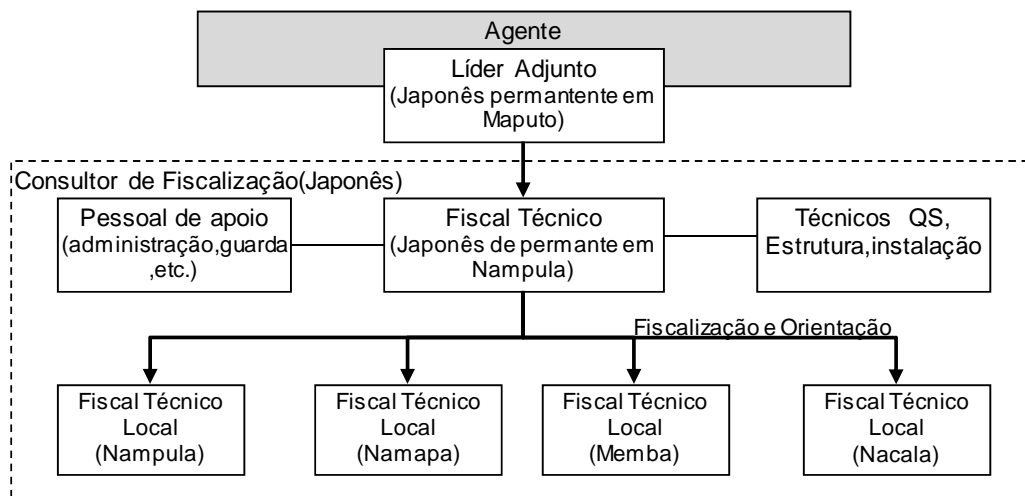 Agente
Líder Adjunto
(Japonês permantente em
Maputo)
Consultor de Fiscalização(Japonês)
Pessoal de apoio
(administração,guarda
,etc.)
Fiscal Técnico
(Japonês de permante em
Nampula)
Técnicos QS,
Estrutura,instalação
Fiscalização e Orientação
Fiscal Técnico
Local
(Nampula)
Fiscal Técnico
Local
(Namapa)
Fiscal Técnico
Local
(Memba)
Fiscal Técnico
Local
(Nacala)